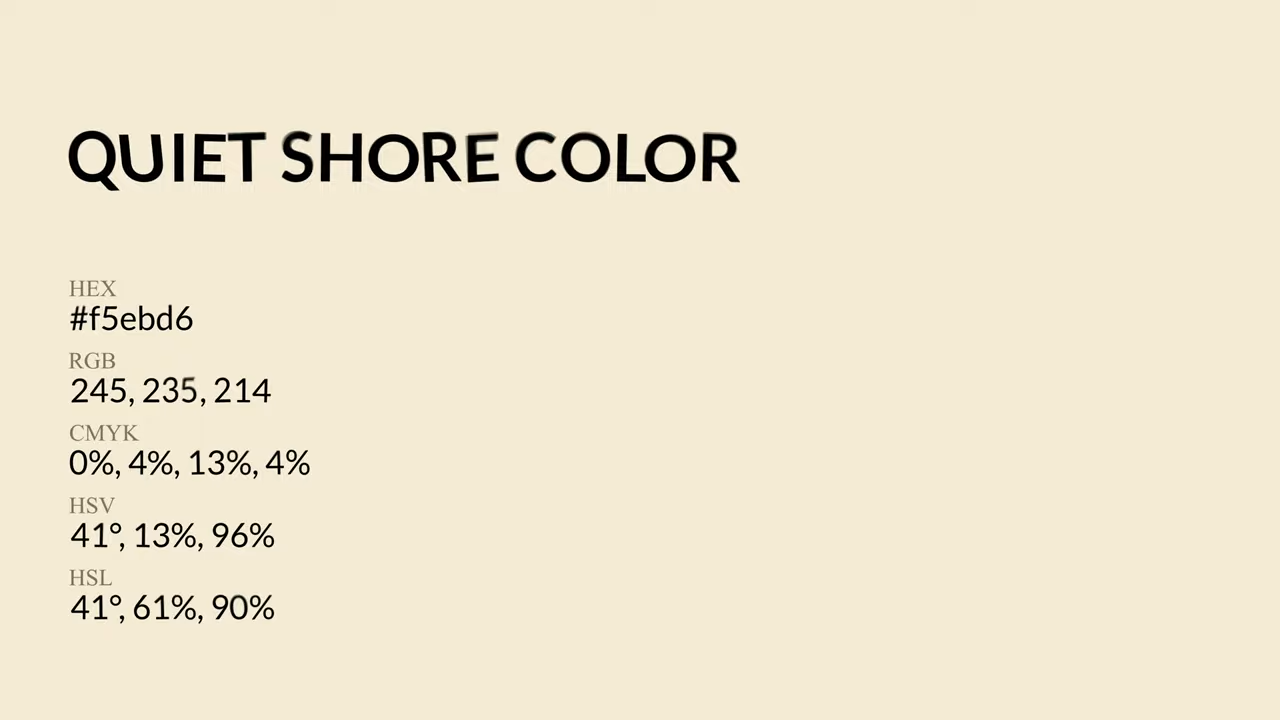 QUIET SHORE COLOR
HEX
#f5ebd6
RGB
245, 235, 214
CMYK
0%, 4%, 13%, 4%
HSV
41°, 13%, 96%
HSL
41°, 61%, 90%